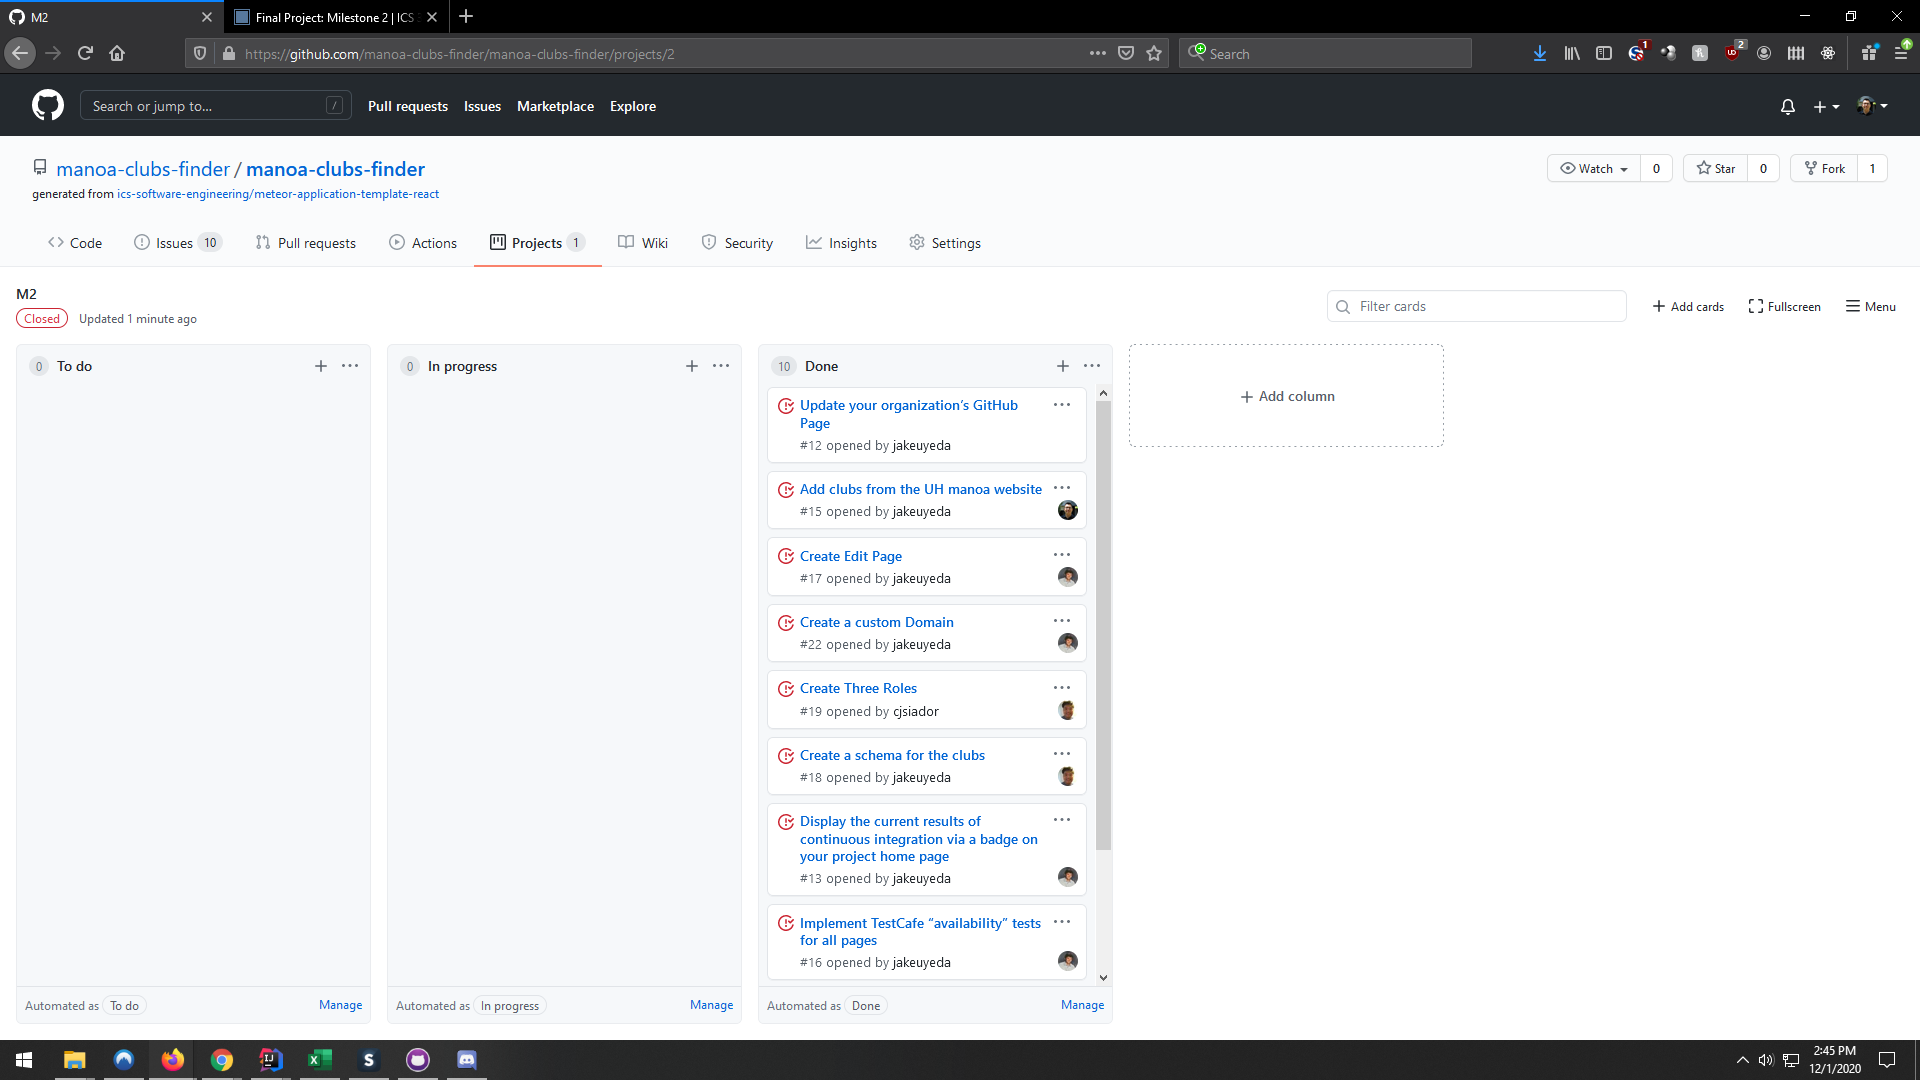 M2
Final Project: Milestone 2 | ICS
https://github.com/manoa-clubs-finder/manoa-clubs-finder/projects/2
Search
1
2
Search or jump to...
/
Pull requests
Issues
Marketplace
Explore
manoa-clubs-finder / manoa-clubs-finder
generated from ics-software-engineering/meteor-application-template-react
Watch
0
Star
0
Fork
1
Code
Issues 10
Pull requests
Actions
Projects 1
Wiki
Security
Insights
Settings
M2
Closed
Updated 1 minute ago
Filter cards
Add cards
Fullscreen
Menu
0 To do
Automated as To do
Manage
0 In progress
Automated as In progress
Manage
10 Done
Update your organization's GitHub
Page
#12 opened by jakeuyeda
Add clubs from the UH manoa website
#15 opened by jakeuyeda
Create Edit Page
#17 opened by jakeuyeda
Create a custom Domain
#22 opened by jakeuyeda
Create Three Roles
#19 opened by cjsiador
Create a schema for the clubs
#18 opened by jakeuyeda
Display the current results of
continuous integration via a badge on
your project home page
#13 opened by jakeuyeda
Implement TestCafe “availability” tests
for all pages
#16 opened by jakeuyeda
Automated as Done
Manage
Add column
2:45 PM
12/1/2020